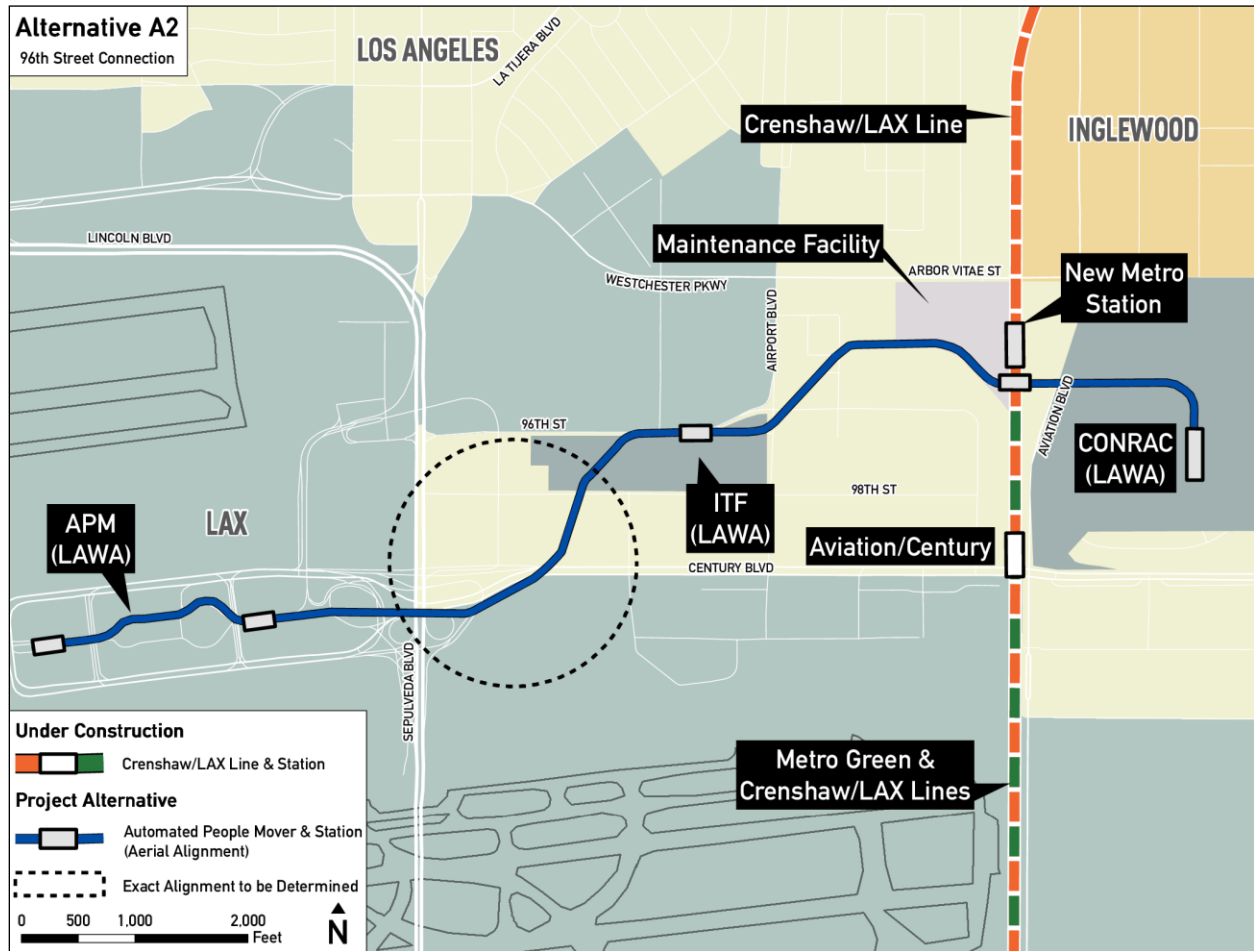 Alternative A2
96th Street Connection
LOS ANGELES
LA TIJERA BLVD
Crenshaw/LAX Line
INGLEWOOD
LINCOLN BLVD
Maintenance Facility
ARBOR VITAE ST
WESTCHESTER PKWY
New Metro
Station
AIRPORT BLVD
96TH ST
AVIATION BLVD
CONRAC
(LAWA)
98TH ST
ITF
(LAWA)
APM
(LAWA)
LAX
Aviation/Century
CENTURY BLVD
SEPULVEDA BLVD
Metro Green &
Crenshaw/LAX Lines
Under Construction
Crenshaw/LAX Line & Station
Project Alternative
Automated People Mover & Station
(Aerial Alignment)
Exact Alignment to be Determined
0 500 1,000 2,000
Feet
N